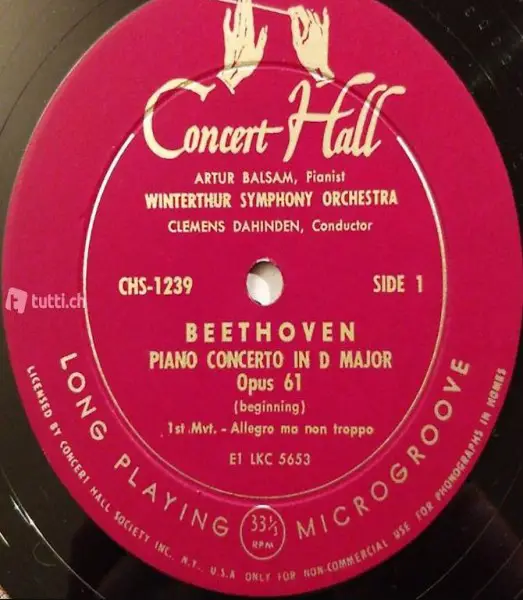 Concert Hall
ARTUR BALSAM, Pianist
WINTERTHUR SYMPHONY ORCHESTRA
CLEMENS DAHINDEN, Conductor
CHS-1239
SIDE 1
tutti.ch
BEETHOVEN
PIANO CONCERTO IN D MAJOR
Opus 61
(beginning)
1st Mvt. - Allegro ma non troppo
E1 LKC 5653
LONG PLAYING 33 1/3 RPM MICROGROOVE
LICENSED BY CONCERT HALL SOCIETY INC. N.Y., U.S.A ONLY FOR NON-COMMERCIAL USE FOR PHONOGRAPHS IN HOMES